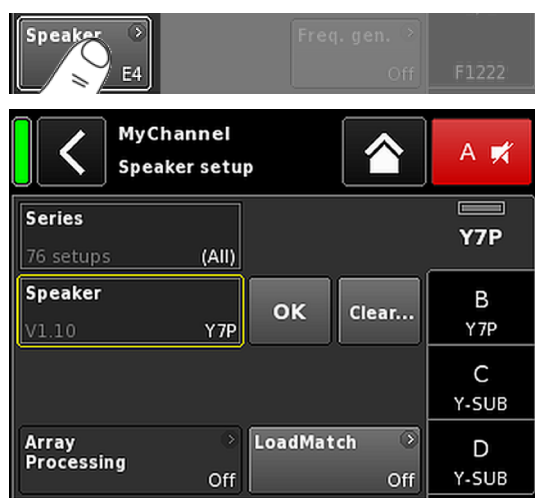 Speaker
E4
Freq. gen.
Off
F1222
MyChannel
Speaker setup
A
Series
76 setups (All)
Y7P
Speaker
V1.10 Y7P
OK
Clear...
B
Y7P
C
Y-SUB
Array
Processing
Off
LoadMatch
Off
D
Y-SUB